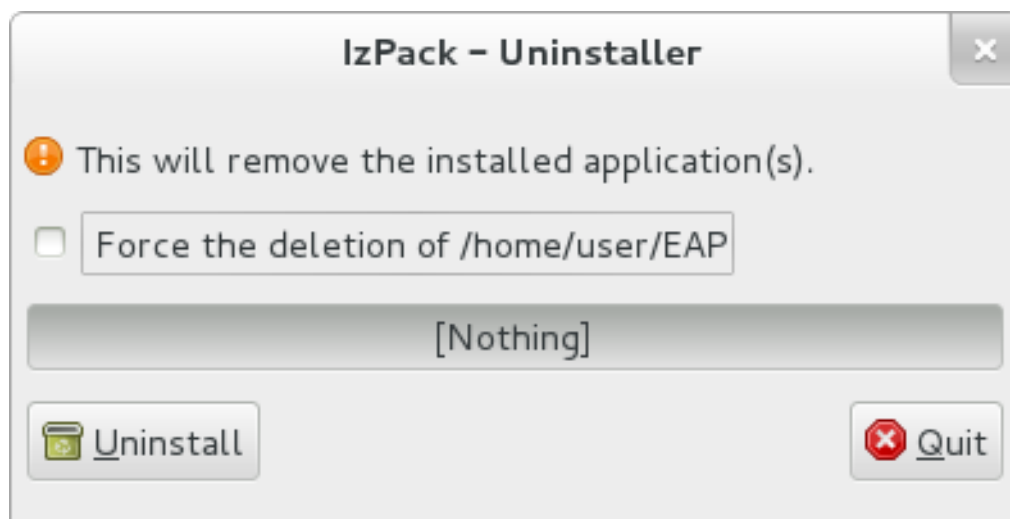 IzPack - Uninstaller
This will remove the installed application(s).
Force the deletion of /home/user/EAP
[Nothing]
Uninstall
Quit